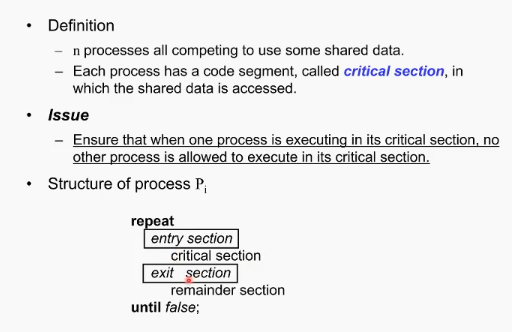 • Definition
– n processes all competing to use some shared data.
– Each process has a code segment, called critical section, in
which the shared data is accessed.
• Issue
– Ensure that when one process is executing in its critical section, no
other process is allowed to execute in its critical section.
• Structure of process Pi
repeat
entry section
critical section
exit section
remainder section
until false;